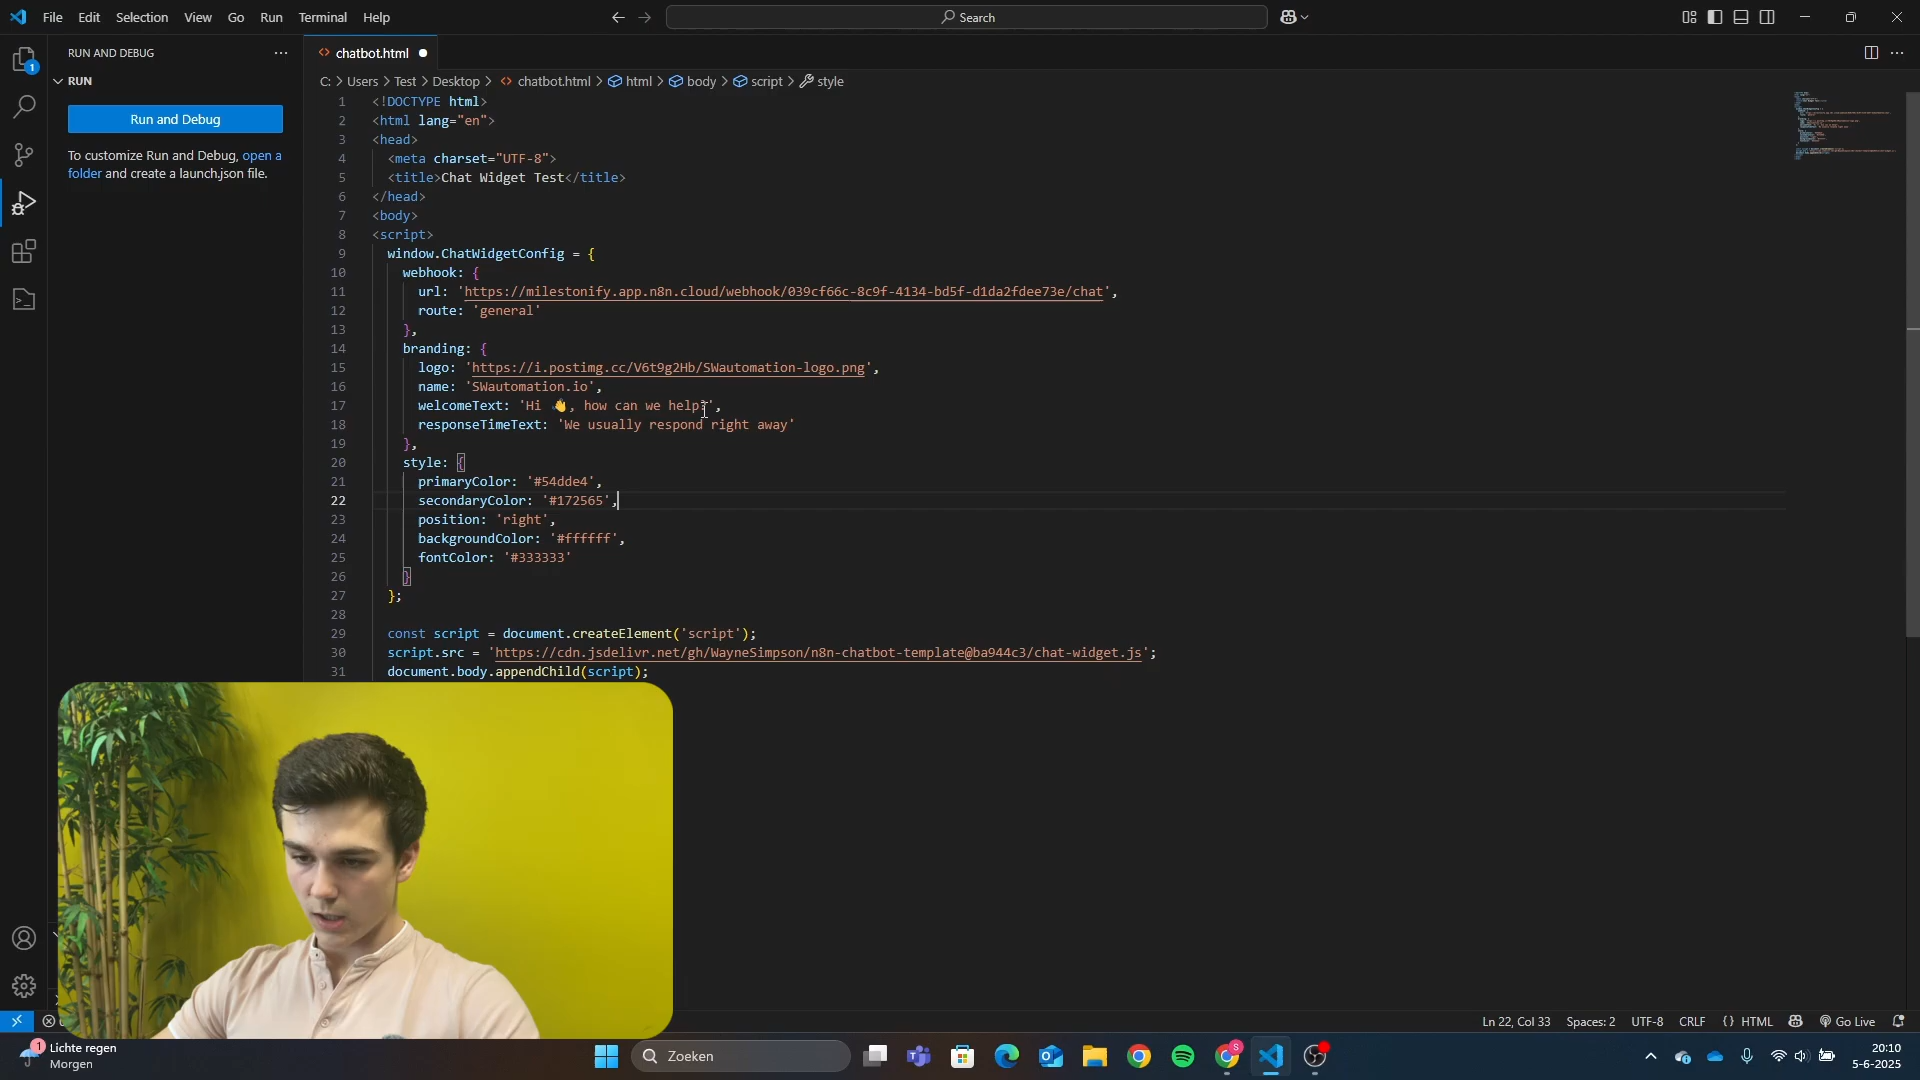 File Edit Selection View Go Run Terminal Help
Search
RUN AND DEBUG
RUN
Run and Debug
To customize Run and Debug, open a
folder and create a launch.json file.
chatbot.html
C: > Users > Test > Desktop > chatbot.html > html > body > script > style
1 <!DOCTYPE html>
2 <html lang="en">
3 <head>
4 <meta charset="UTF-8">
5 <title>Chat Widget Test</title>
6 </head>
7 <body>
8 <script>
9 window.ChatWidgetConfig = {
10 webhook: {
11 url: 'https://milestonify.app.n8n.cloud/webhook/039cf66c-8c9f-4134-bd5f-d1da2fdee73e/chat',
12 route: 'general'
13 },
14 branding: {
15 logo: 'https://i.postimg.cc/V6t9g2Hb/SWautomation-logo.png',
16 name: 'SWautomation.io',
17 welcomeText: 'Hi 👋, how can we help?',
18 responseTimeText: 'We usually respond right away'
19 },
20 style: {
21 primaryColor: '#54dde4',
22 secondaryColor: '#172565',
23 position: 'right',
24 backgroundColor: '#ffffff',
25 fontColor: '#333333'
26 }
27 };
28
29 const script = document.createElement('script');
30 script.src = 'https://cdn.jsdelivr.net/gh/WayneSimpson/n8n-chatbot-template@ba944c3/chat-widget.js';
31 document.body.appendChild(script);
Ln 22, Col 33 Spaces: 2 UTF-8 CRLF {} HTML Go Live
Lichte regen
Morgen
Zoeken
20:10
5-6-2025